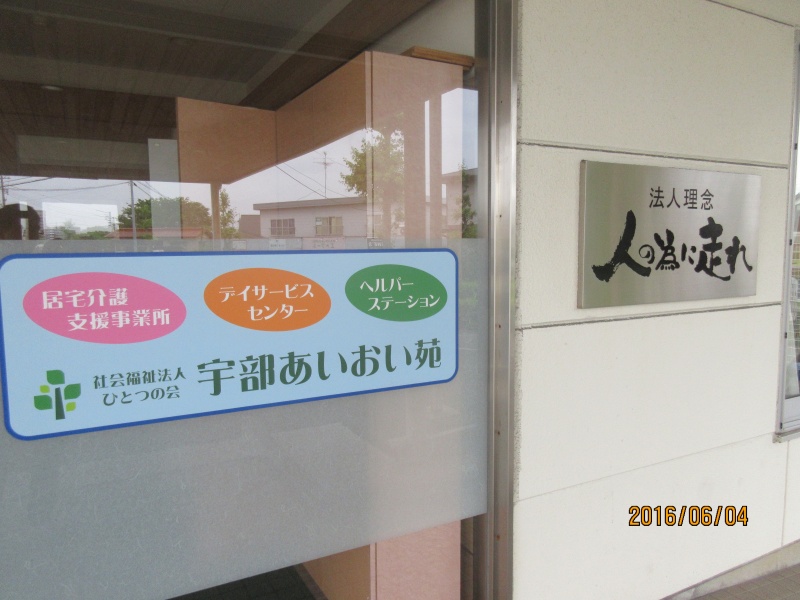 居宅介護
支援事業所
デイサービス
センター
ヘルパー
ステーション
社会福祉法人
ひとつの会
宇部あいおい苑
法人理念
人の為に走れ
2016/06/04